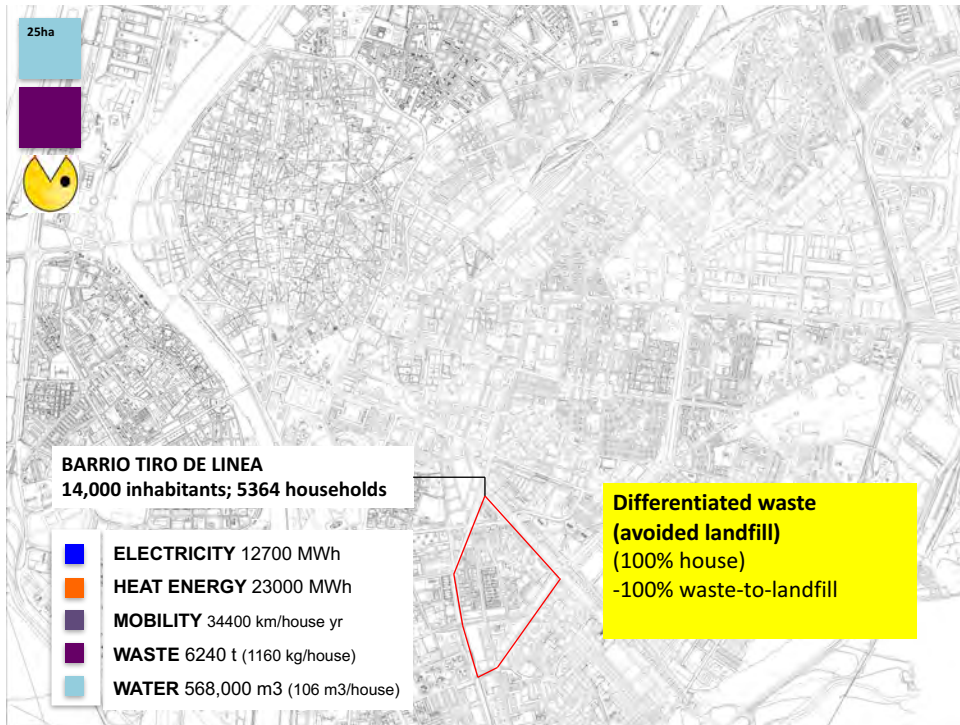 25ha
BARRIO TIRO DE LINEA
14,000 inhabitants; 5364 households
ELECTRICITY 12700 MWh
HEAT ENERGY 23000 MWh
MOBILITY 34400 km/house yr
WASTE 6240 t (1160 kg/house)
WATER 568,000 m3 (106 m3/house)
Differentiated waste
(avoided landfill)
(100% house)
-100% waste-to-landfill